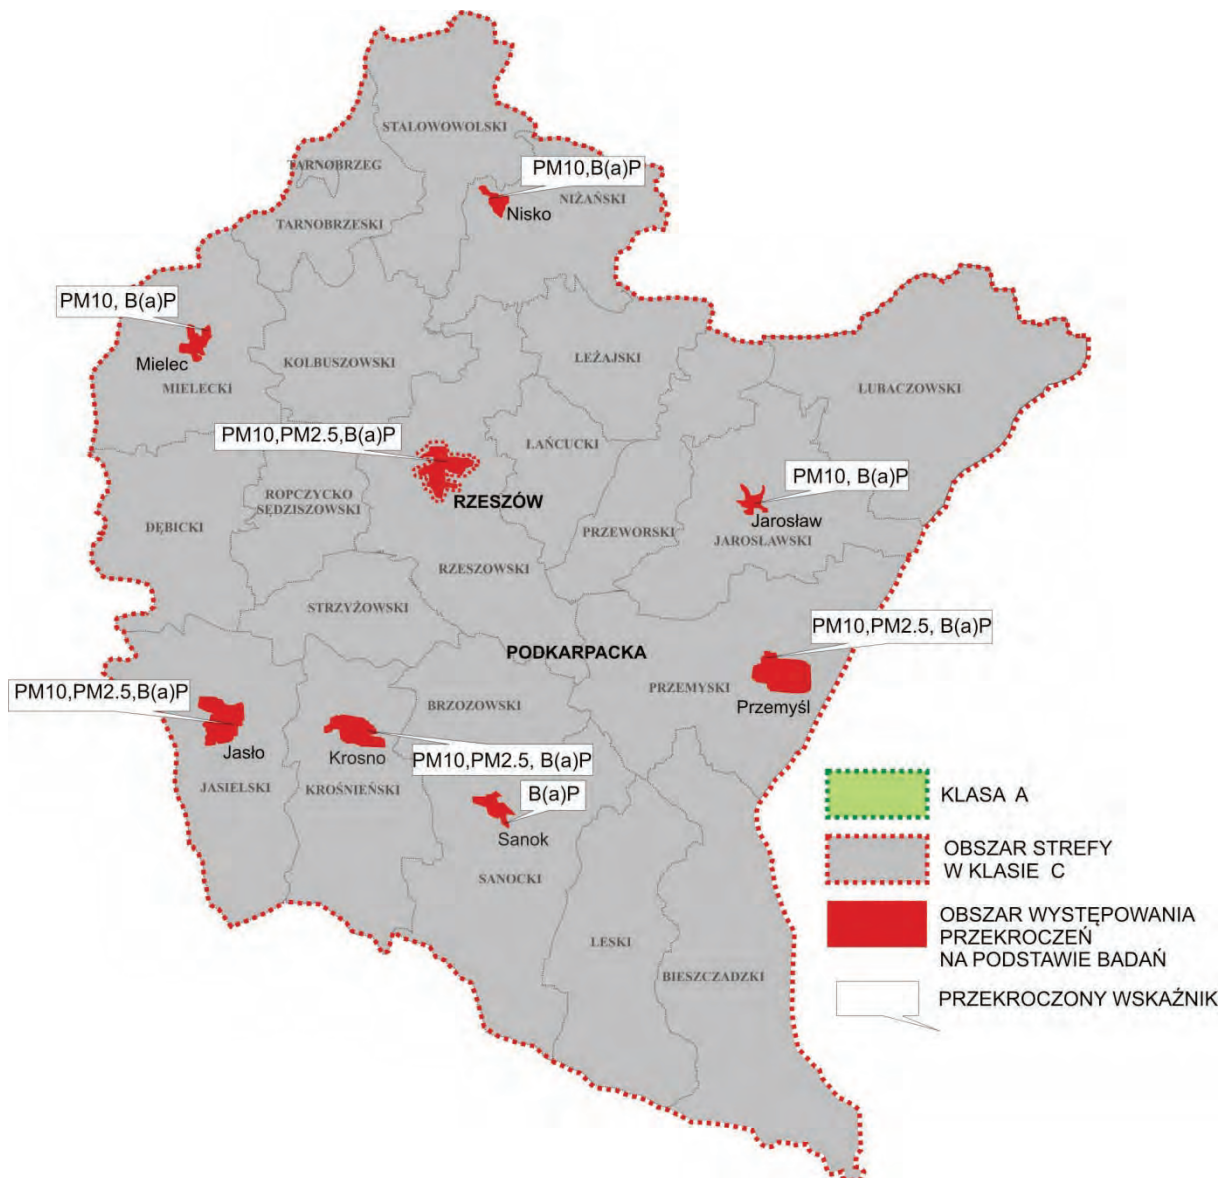 STALOWOWOLSKI
TARNOBRZEG
PM10,B(a)P
NIŻAŃSKI
Nisko
TARNOBRZESKI
PM10, B(a)P
Mielec
MIELECKI
KOLBUSZOWSKI
LEŻAJSKI
LUBACZOWSKI
PM10,PM2.5,B(a)P
ŁAŃCUCKI
RZESZÓW
PM10, B(a)P
Jarosław
JAROSŁAWSKI
ROPCZYCKO
SĘDZISZOWSKI
DĘBICKI
PRZEWORSKI
RZESZOWSKI
STRZYŻOWSKI
PM10,PM2.5, B(a)P
PODKARPACKA
PRZEMYSKI
Przemyśl
PM10,PM2.5,B(a)P
BRZOZOWSKI
Jasło
Krosno
PM10,PM2.5, B(a)P
JASIELSKI
KROŚNIEŃSKI
B(a)P
Sanok
SANOCKI
LESKI
BIESZCZADZKI
KLASA A
OBSZAR STREFY
W KLASIE C
OBSZAR WYSTĘPOWANIA
PRZEKROCZEŃ
NA PODSTAWIE BADAŃ
PRZEKROCZONY WSKAŹNIK